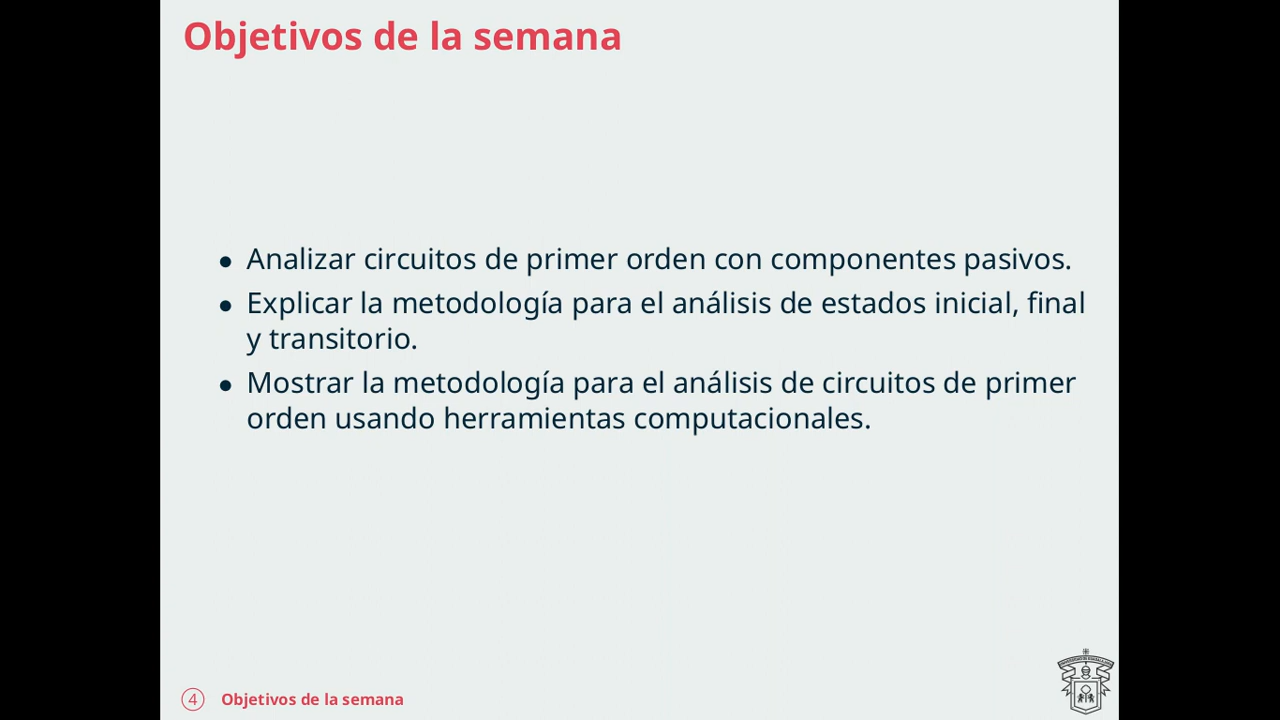 Objetivos de la semana
• Analizar circuitos de primer orden con componentes pasivos.
• Explicar la metodología para el análisis de estados inicial, final
y transitorio.
• Mostrar la metodología para el análisis de circuitos de primer
orden usando herramientas computacionales.
4 Objetivos de la semana